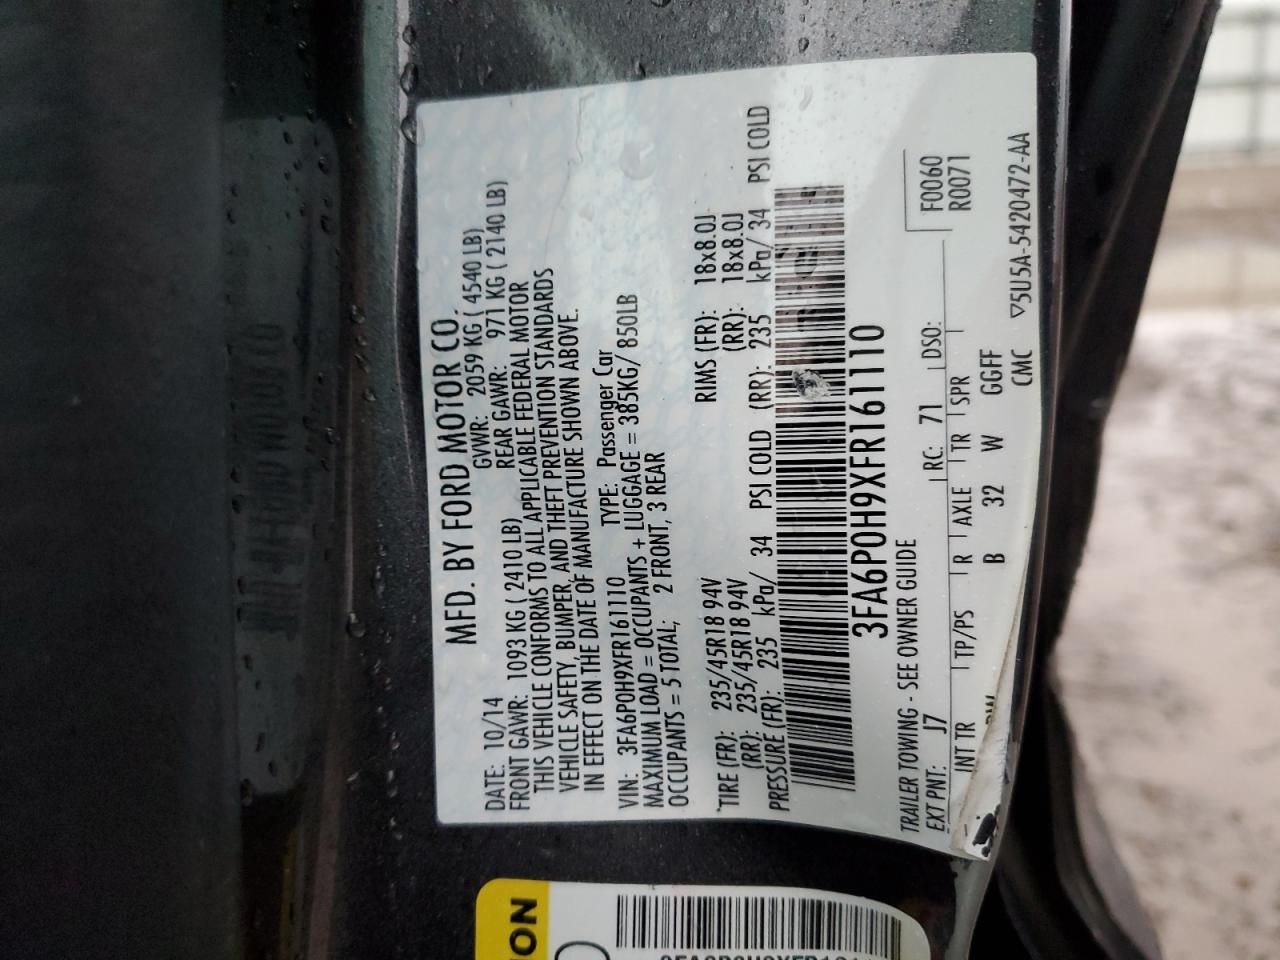 MFD. BY FORD MOTOR CO.
DATE: 10/14 GVWR: 2059 KG ( 4540 LB)
FRONT GAWR: 1093 KG ( 2410 LB) REAR GAWR: 971 KG ( 2140 LB)
THIS VEHICLE CONFORMS TO ALL APPLICABLE FEDERAL MOTOR
VEHICLE SAFETY, BUMPER, AND THEFT PREVENTION STANDARDS
IN EFFECT ON THE DATE OF MANUFACTURE SHOWN ABOVE.
VIN: 3FA6P0H9XFR161110 TYPE: Passenger Car
MAXIMUM LOAD = OCCUPANTS + LUGGAGE = 385KG/ 850LB
OCCUPANTS = 5 TOTAL; 2 FRONT, 3 REAR
TIRE (FR): 235/45R18 94V RIMS (FR): 18x8.0J
(RR): 235/45R18 94V (RR): 18x8.0J
PRESSURE (FR): 235 kPa/ 34 PSI COLD (RR): 235 kPa/ 34 PSI COLD
3FA6P0H9XFR161110
TRAILER TOWING - SEE OWNER GUIDE F0060
EXT PNT: J7 RC: 71 DSO: R0071
INT TR TP/PS R AXLE TR SPR
B 32 W GGFF
CMC ▽5U5A-5420472-AA
ON